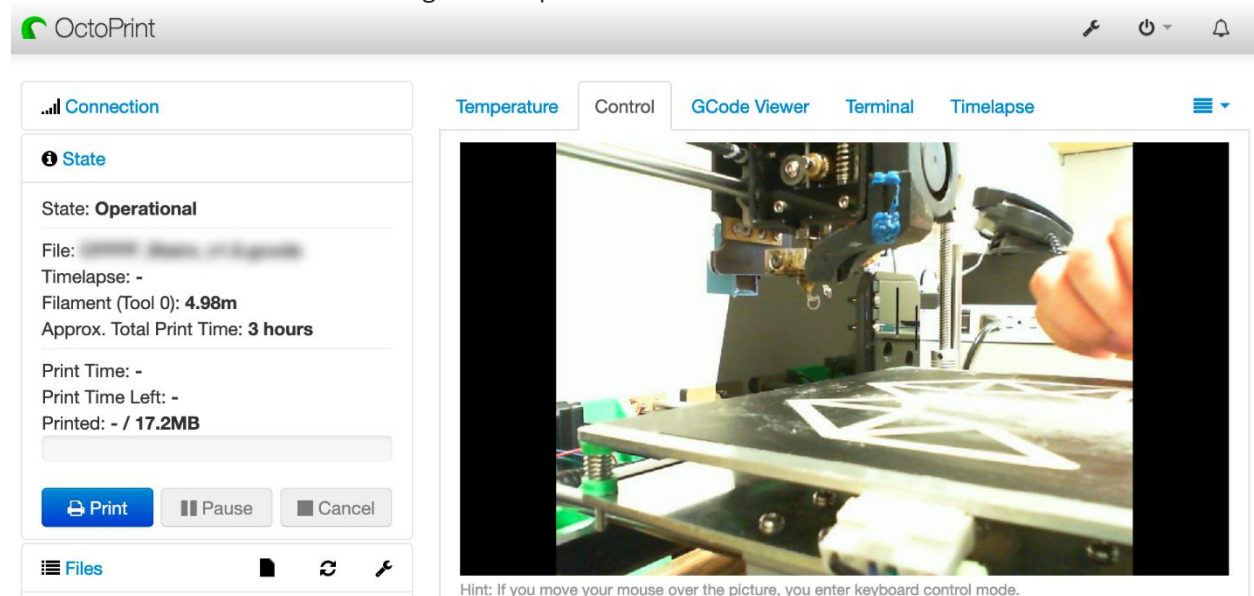 OctoPrint
Connection
State
State: Operational
File:
Timelapse: -
Filament (Tool 0): 4.98m
Approx. Total Print Time: 3 hours
Print Time: -
Print Time Left: -
Printed: - / 17.2MB
Print Pause Cancel
Files
Temperature Control GCode Viewer Terminal Timelapse
Hint: If you move your mouse over the picture, you enter keyboard control mode.